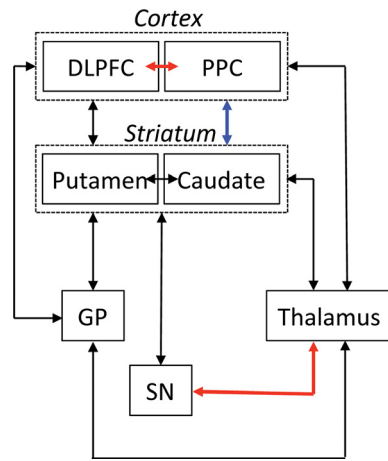 Cortex
DLPFC PPC
Striatum
Putamen Caudate
GP Thalamus
SN